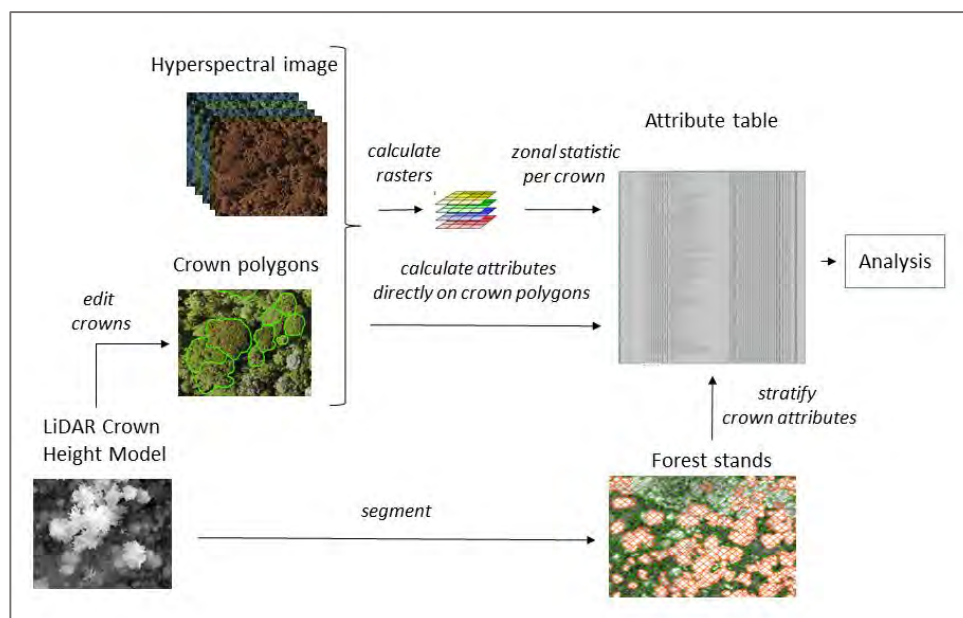 Hyperspectral image
calculate
rasters
zonal statistic
per crown
Attribute table
Crown polygons
calculate attributes
directly on crown polygons
Analysis
edit
crowns
LiDAR Crown
Height Model
stratify
crown attributes
Forest stands
segment